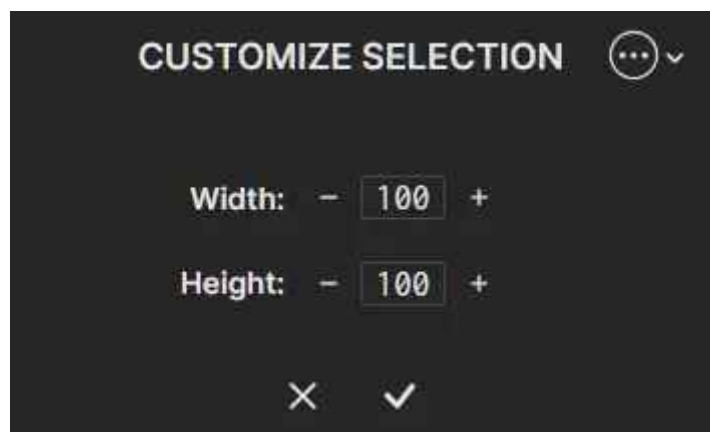 CUSTOMIZE SELECTION
Width: - 100 +
Height: - 100 +